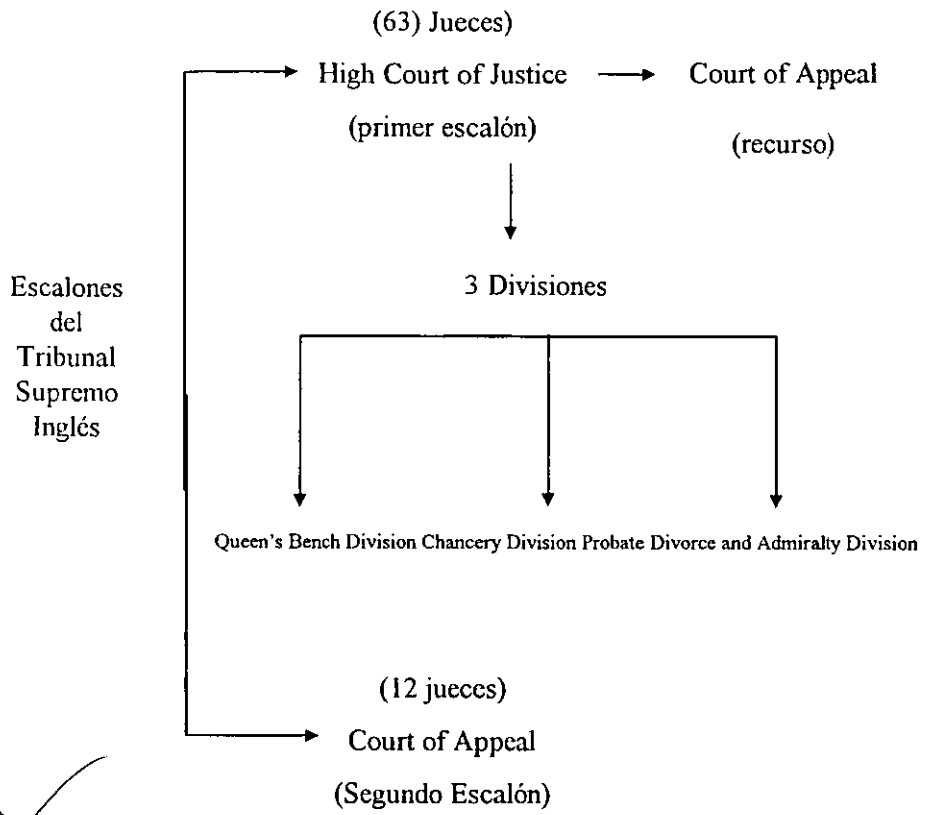 (63) Jueces)
High Court of Justice
Court of Appeal
(primer escalón)
(recurso)
3 Divisiones
Escalones
del
Tribunal
Supremo
Inglés
Queen's Bench Division Chancery Division Probate Divorce and Admiralty Division
(12 jueces)
Court of Appeal
(Segundo Escalón)